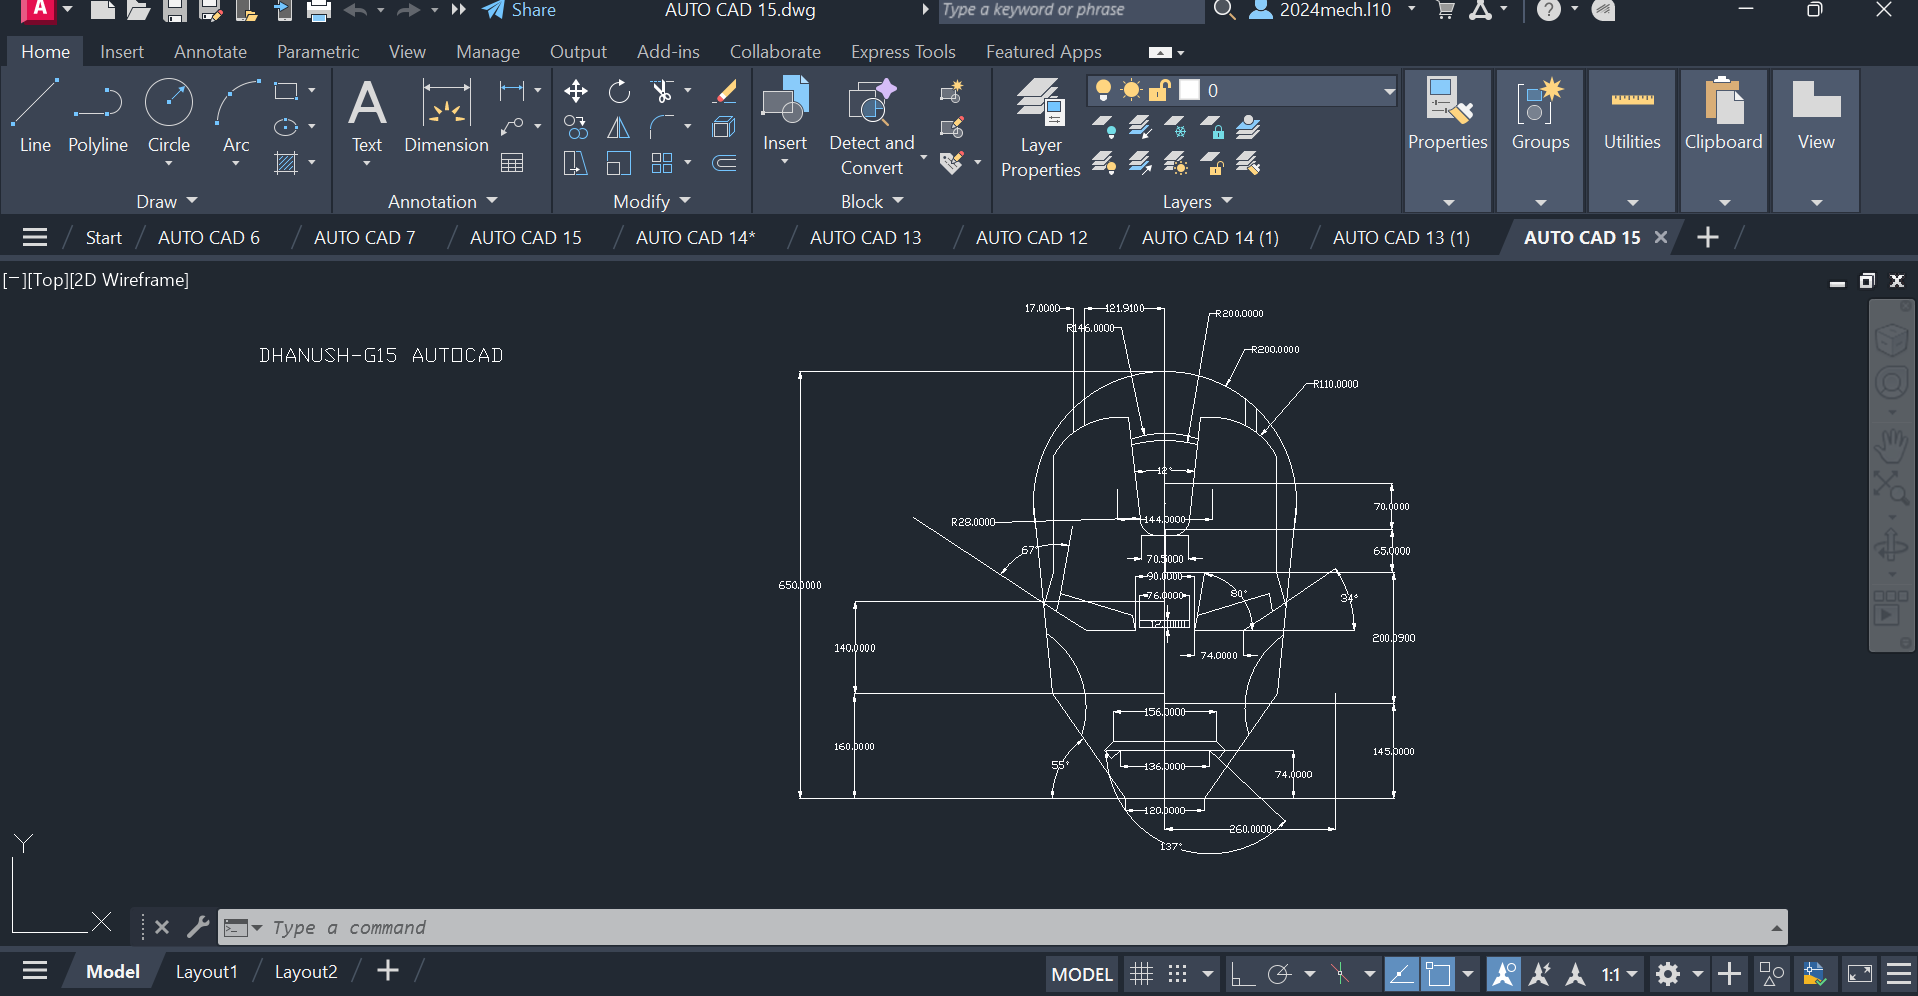 A Share AUTO CAD 15.dwg Type a keyword or phrase 2024mech.l10 ?
Home Insert Annotate Parametric View Manage Output Add-ins Collaborate Express Tools Featured Apps
0
Line Polyline Circle Arc Text Dimension Insert Detect and Convert Layer Properties Properties Groups Utilities Clipboard View
Draw Annotation Modify Block Layers
Start AUTO CAD 6 AUTO CAD 7 AUTO CAD 15 AUTO CAD 14* AUTO CAD 13 AUTO CAD 12 AUTO CAD 14 (1) AUTO CAD 13 (1) AUTO CAD 15
[−][Top][2D Wireframe]
17.0000 121.9100 R200.0000
R146.0000
DHANUSH-G15 AUTOCAD
R200.0000
R110.0000
12°
70.0000
R28.0000 144.0000
67° 65.0000
70.5000
90.0000
650.0000
76.0000 80° 34°
200.0900
140.0000 74.0000
156.0000
160.0000 145.0000
55° 136.0000 74.0000
120.0000
260.0000
137°
Y
X
Type a command
Model Layout1 Layout2 MODEL 1:1